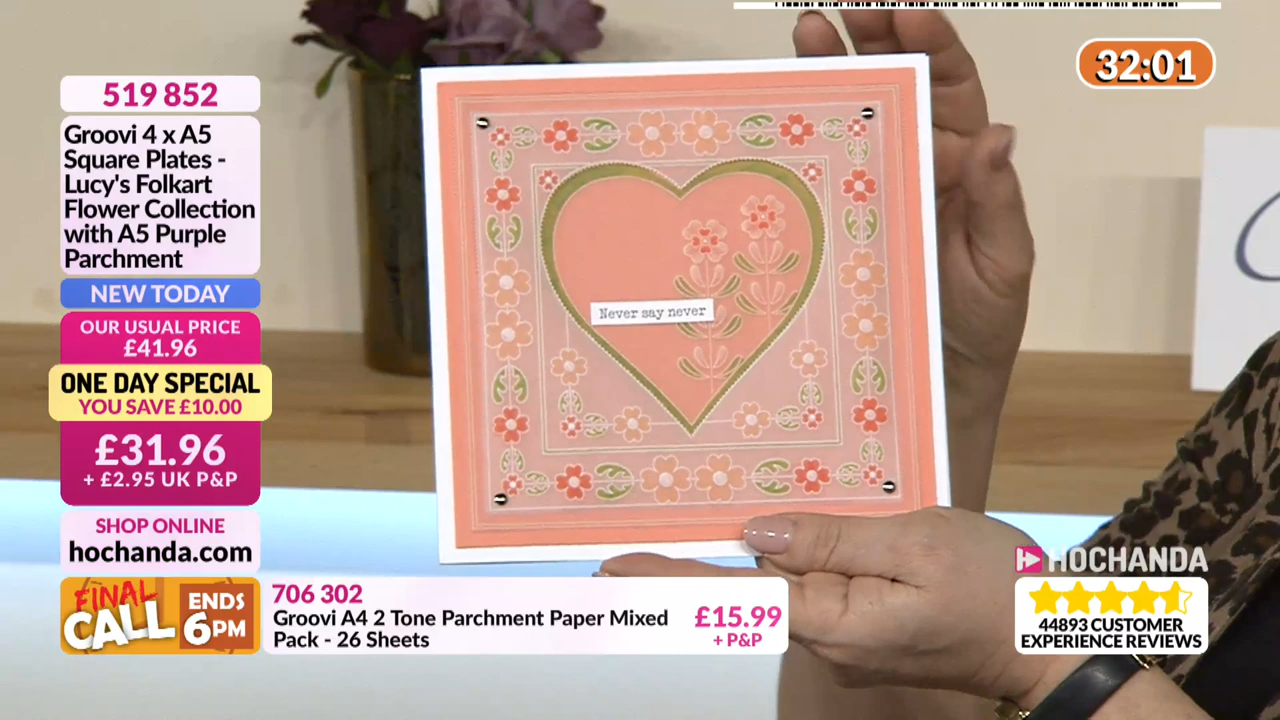 32:01
519 852
Groovi 4 x A5
Square Plates -
Lucy's Folkart
Flower Collection
with A5 Purple
Parchment
NEW TODAY
OUR USUAL PRICE
£41.96
ONE DAY SPECIAL
YOU SAVE £10.00
£31.96
+ £2.95 UK P&P
SHOP ONLINE
hochanda.com
Never say never
FINAL
CALL
ENDS
6PM
706 302
Groovi A4 2 Tone Parchment Paper Mixed
Pack - 26 Sheets
£15.99
+ P&P
HOCHANDA
44893 CUSTOMER
EXPERIENCE REVIEWS